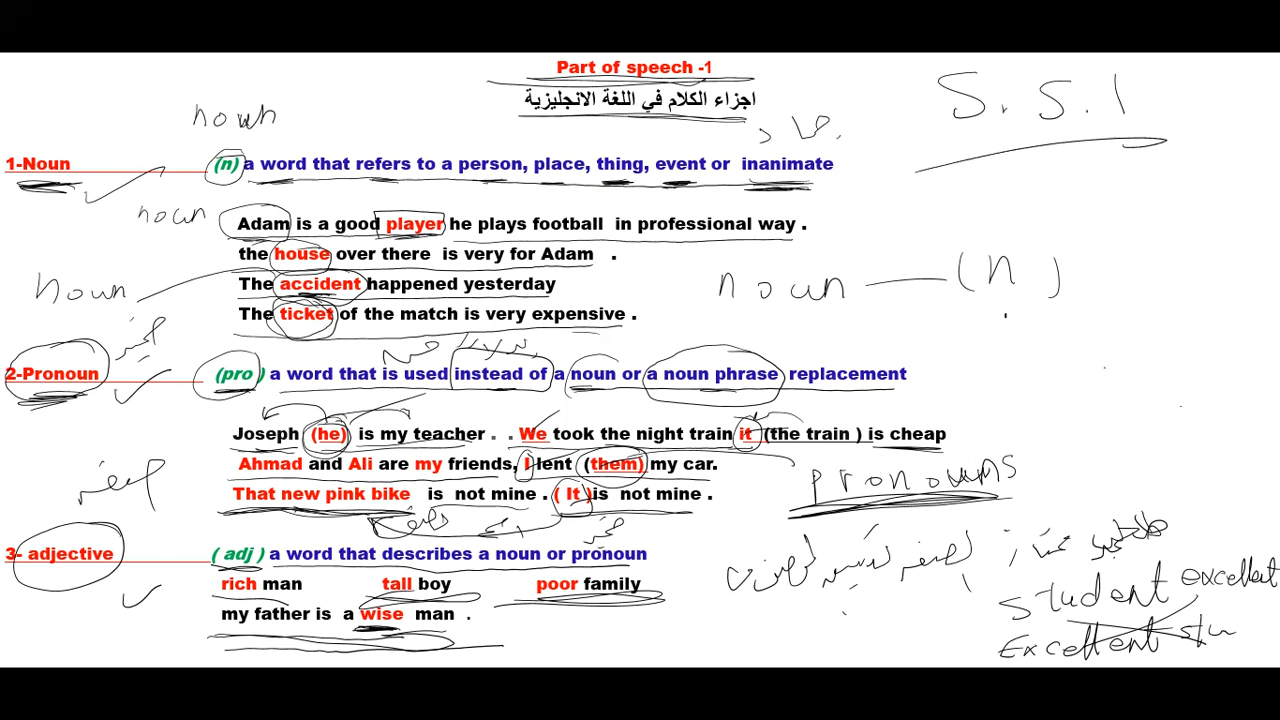 Part of speech -1
اجزاء الكلام في اللغة الانجليزية
S. S. 1
noun
جماد
1-Noun (n) a word that refers to a person, place, thing, event or inanimate
noun
Adam is a good player he plays football in professional way .
the house over there is very for Adam .
noun
The accident happened yesterday
noun (n)
The ticket of the match is very expensive .
2-Pronoun (pro) a word that is used instead of a noun or a noun phrase replacement
Joseph (he) is my teacher . . We took the night train it (the train ) is cheap
Ahmad and Ali are my friends, I lent (them) my car.
pronouns
That new pink bike is not mine . ( It )is not mine .
3- adjective ( adj ) a word that describes a noun or pronoun
rich man tall boy poor family
Student excellent
my father is a wise man .
Excellent stu